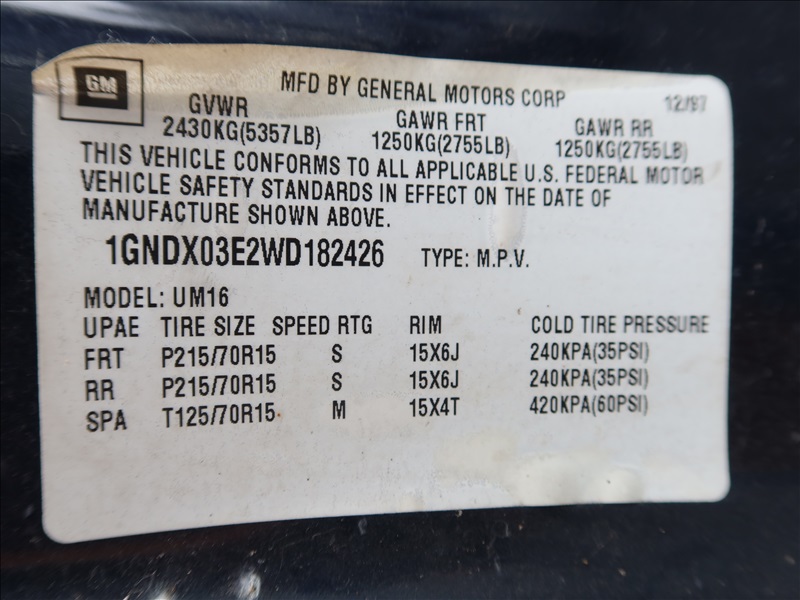 GM
MFD BY GENERAL MOTORS CORP 12/97
GVWR GAWR FRT GAWR RR
2430KG(5357LB) 1250KG(2755LB) 1250KG(2755LB)
THIS VEHICLE CONFORMS TO ALL APPLICABLE U.S. FEDERAL MOTOR
VEHICLE SAFETY STANDARDS IN EFFECT ON THE DATE OF
MANUFACTURE SHOWN ABOVE.
1GNDX03E2WD182426 TYPE: M.P.V.
MODEL: UM16
UPAE TIRE SIZE SPEED RTG RIM COLD TIRE PRESSURE
FRT P215/70R15 S 15X6J 240KPA(35PSI)
RR P215/70R15 S 15X6J 240KPA(35PSI)
SPA T125/70R15 M 15X4T 420KPA(60PSI)